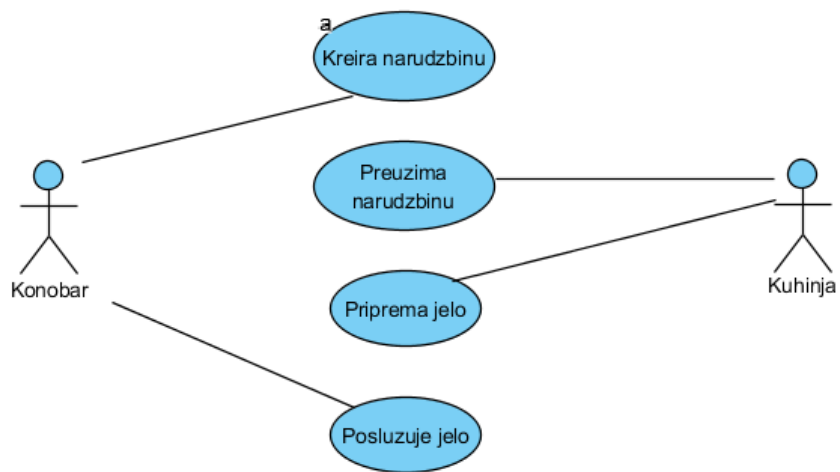 a
Kreira narudzbinu
Preuzima
narudzbinu
Konobar
Kuhinja
Priprema jelo
Posluzuje jelo